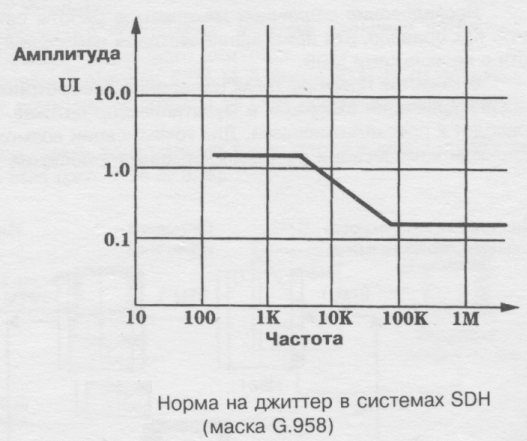 Амплитуда
UI
10.0
1.0
0.1
10 100 1K 10K 100K 1M
Частота
Норма на джиттер в системах SDH
(маска G.958)